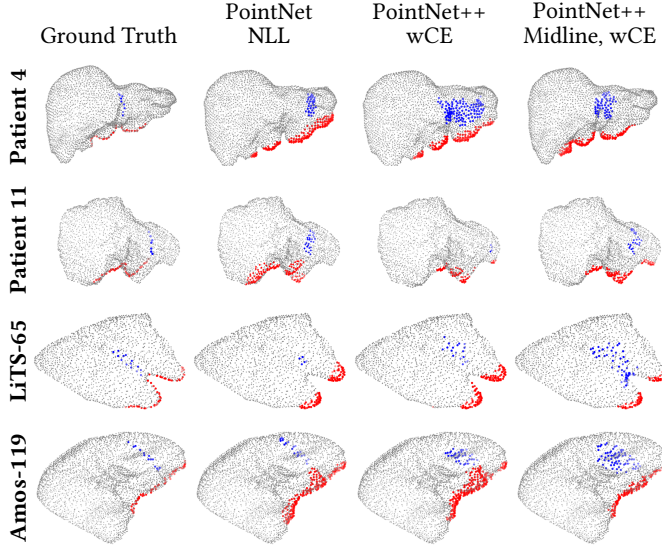 Ground Truth
PointNet
NLL
PointNet++
wCE
PointNet++
Midline, wCE
Patient 4
Patient 11
LiTS-65
Amos-119